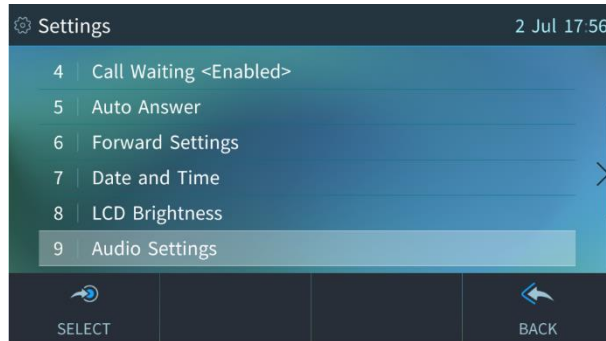 Settings 2 Jul 17:56
4 Call Waiting <Enabled>
5 Auto Answer
6 Forward Settings
7 Date and Time
8 LCD Brightness
9 Audio Settings
SELECT BACK